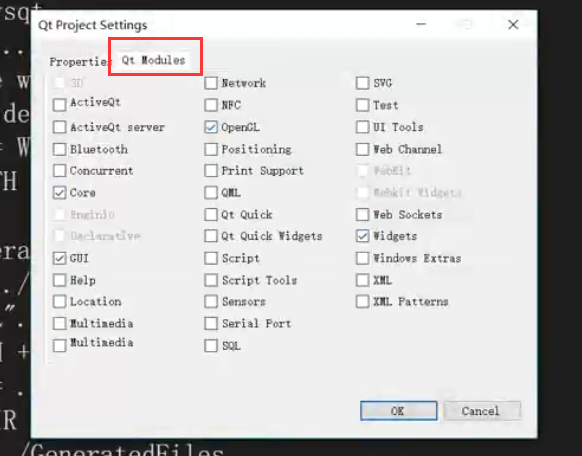 ysqt
Qt Project Settings
Properties
Qt Modules
3D
ActiveQt
ActiveQt server
Bluetooth
Concurrent
Core
Enginio
Declarative
GUI
Help
Location
Multimedia
Multimedia
Network
NFC
OpenGL
Positioning
Print Support
QML
Qt Quick
Qt Quick Widgets
Script
Script Tools
Sensors
Serial Port
SQL
SVG
Test
UI Tools
Web Channel
WebKit
Webkit Widgets
Web Sockets
Widgets
Windows Extras
XML
XML Patterns
OK
Cancel
/GeneratedFiles